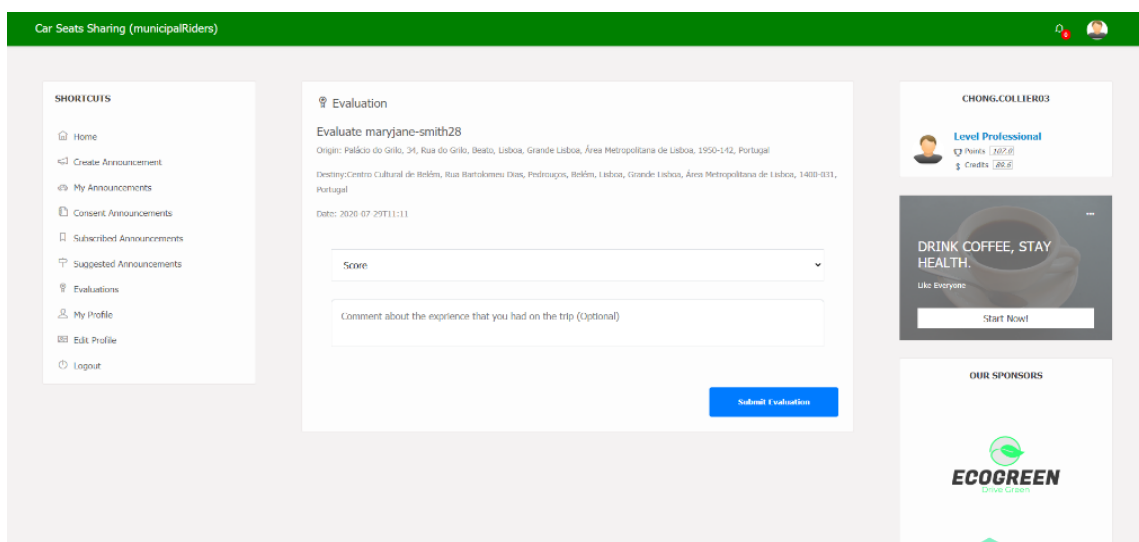 Car Seats Sharing (municipalRiders)
0
SHORTCUTS
Home
Create Announcement
My Announcements
Consent Announcements
Subscribed Announcements
Suggested Announcements
Evaluations
My Profile
Edit Profile
Logout
Evaluation
Evaluate maryjane-smith28
Origin: Palácio do Grilo, 34, Rua do Grilo, Beato, Lisboa, Grande Lisboa, Área Metropolitana de Lisboa, 1950-142, Portugal
Destiny:Centro Cultural de Belém, Rua Bartolomeu Dias, Pedrouços, Belém, Lisboa, Grande Lisboa, Área Metropolitana de Lisboa, 1400-031,
Portugal
Date: 2020-07-29T11:11
Score
Comment about the exprience that you had on the trip (Optional)
Submit Evaluation
CHONG.COLLIER03
Level Professional
Points 107.0
Credits 89.6
DRINK COFFEE, STAY
HEALTH.
Like Everyone
Start Now!
OUR SPONSORS
ECOGREEN
Drive Green